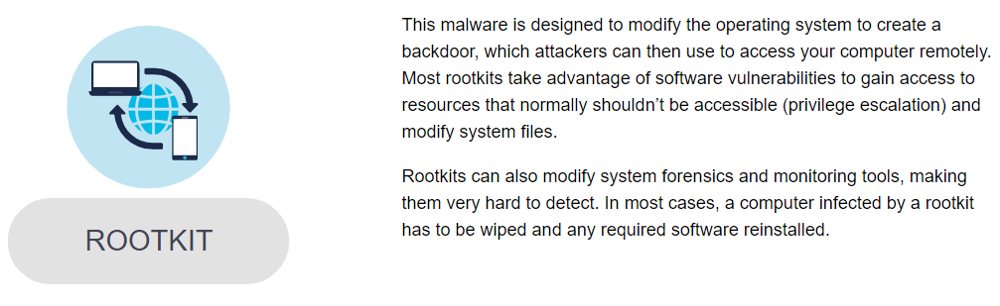 This malware is designed to modify the operating system to create a
backdoor, which attackers can then use to access your computer remotely.
Most rootkits take advantage of software vulnerabilities to gain access to
resources that normally shouldn’t be accessible (privilege escalation) and
modify system files.
Rootkits can also modify system forensics and monitoring tools, making
them very hard to detect. In most cases, a computer infected by a rootkit
has to be wiped and any required software reinstalled.
ROOTKIT